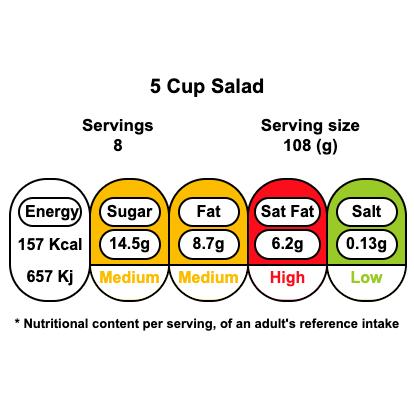 5 Cup Salad
Servings
8
Serving size
108 (g)
Energy
157 Kcal
657 Kj
Sugar
14.5g
Medium
Fat
8.7g
Medium
Sat Fat
6.2g
High
Salt
0.13g
Low
* Nutritional content per serving, of an adult's reference intake